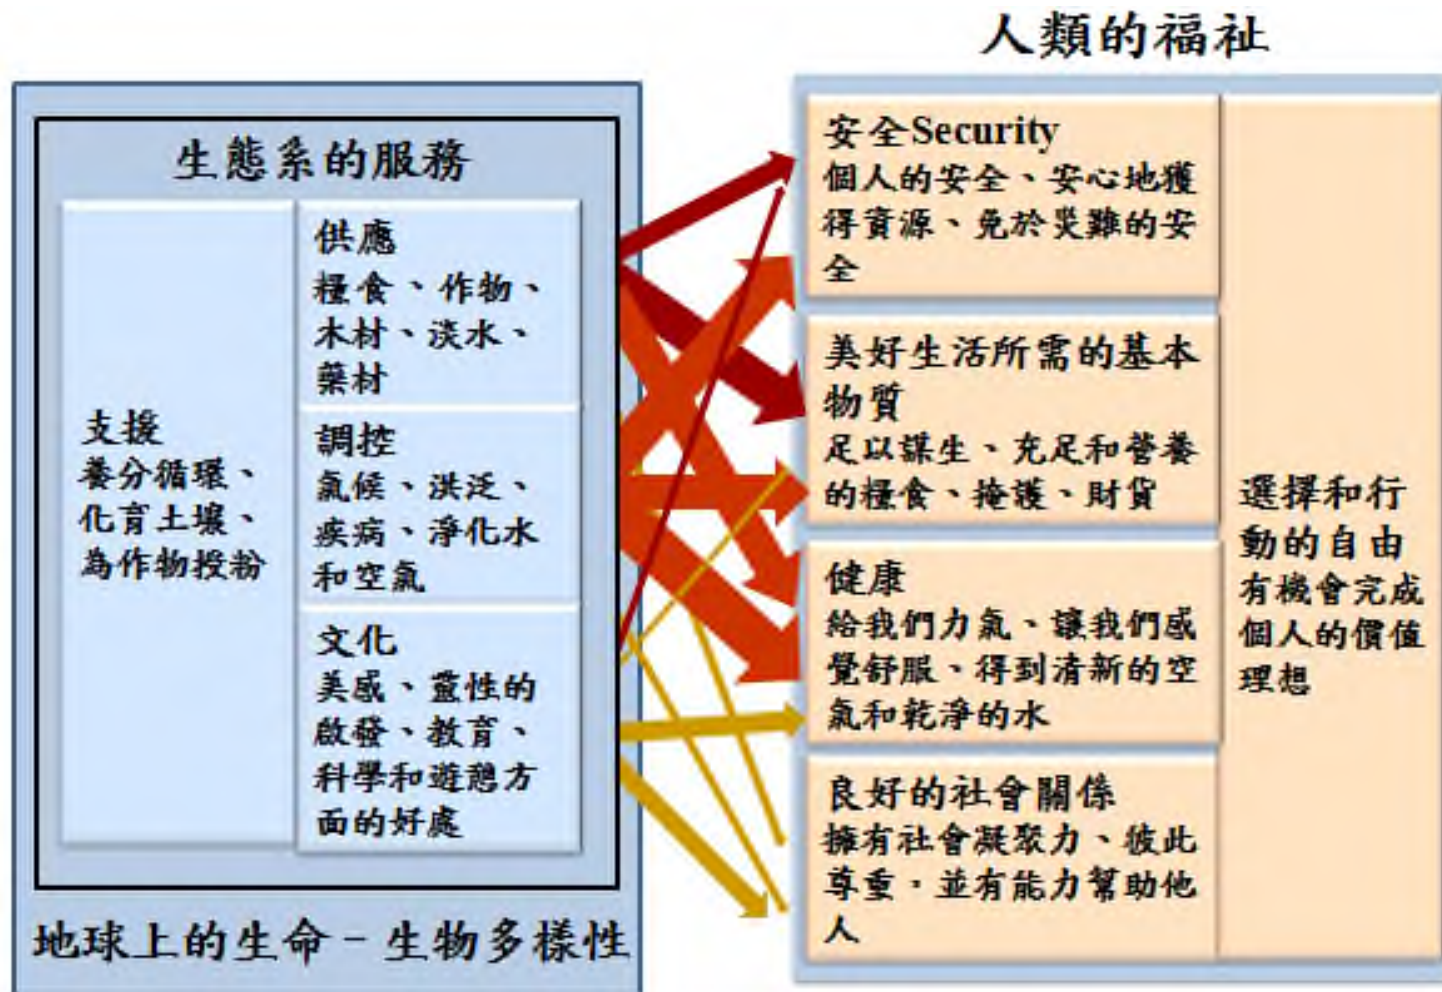 人類的福祉
生態系的服務
支援
養分循環、
化育土壤、
為作物授粉
供應
糧食、作物、
木材、淡水、
藥材
調控
氣候、洪泛、
疾病、淨化水
和空氣
文化
美感、靈性的
啟發、教育、
科學和遊憩方
面的好處
地球上的生命－生物多樣性
安全Security
個人的安全、安心地獲
得資源、免於災難的安
全
美好生活所需的基本
物質
足以謀生、充足和營養
的糧食、掩護、財貨
健康
給我們力氣、讓我們感
覺舒服、得到清新的空
氣和乾淨的水
良好的社會關係
擁有社會凝聚力、彼此
尊重，並有能力幫助他
人
選擇和行
動的自由
有機會完成
個人的價值
理想